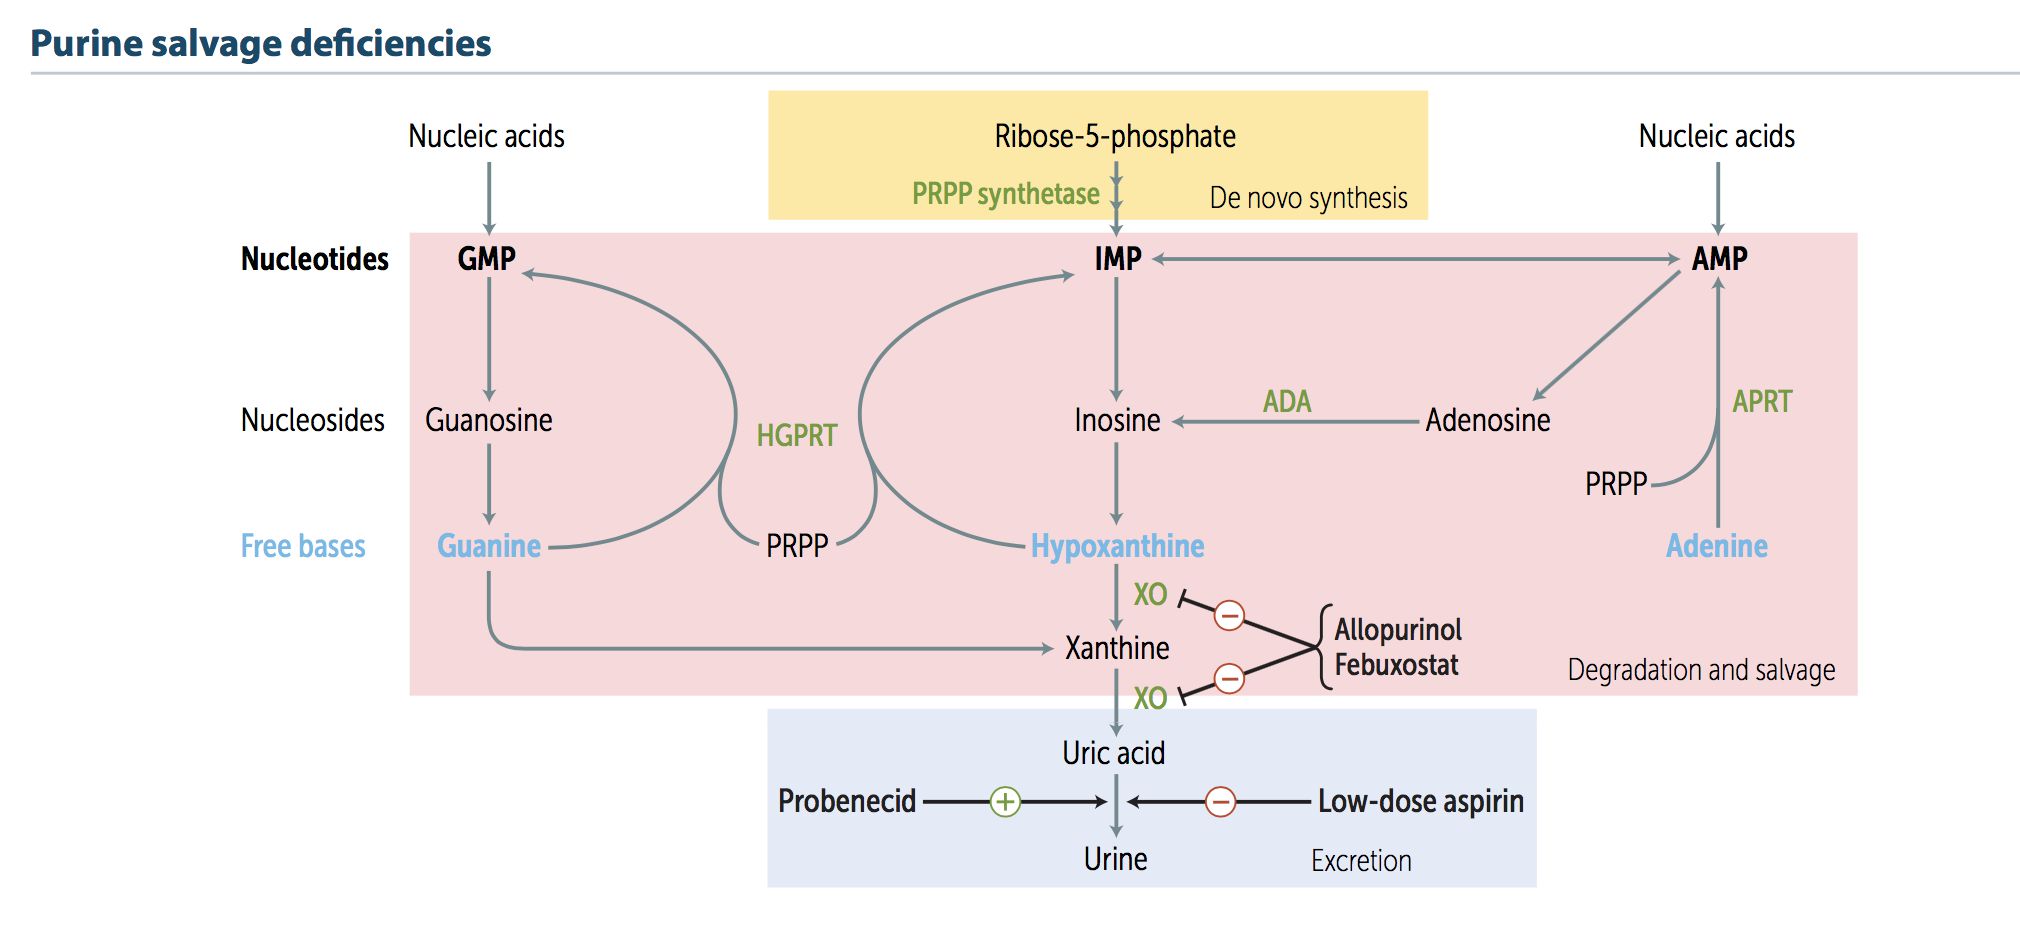 Purine salvage deficiencies
Nucleic acids
Ribose-5-phosphate
Nucleic acids
PRPP synthetase
De novo synthesis
Nucleotides
GMP
IMP
AMP
ADA
APRT
Nucleosides
Guanosine
HGPRT
Inosine
Adenosine
PRPP
Free bases
Guanine
PRPP
Hypoxanthine
Adenine
XO
Allopurinol
Febuxostat
Xanthine
Degradation and salvage
XO
Uric acid
Probenecid
+
−
Low-dose aspirin
Urine
Excretion
−
−